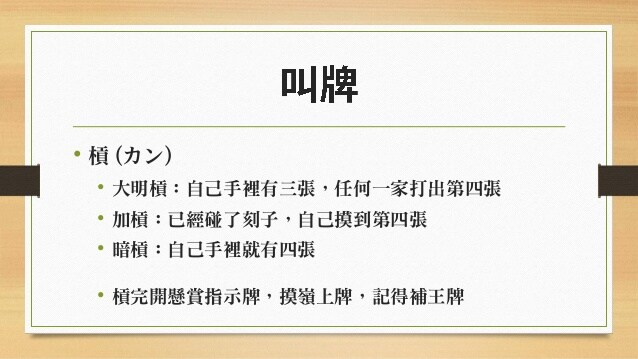 叫牌
• 槓 (カン)
• 大明槓：自己手裡有三張，任何一家打出第四張
• 加槓：已經碰了刻子，自己摸到第四張
• 暗槓：自己手裡就有四張
• 槓完開懸賞指示牌，摸嶺上牌，記得補王牌